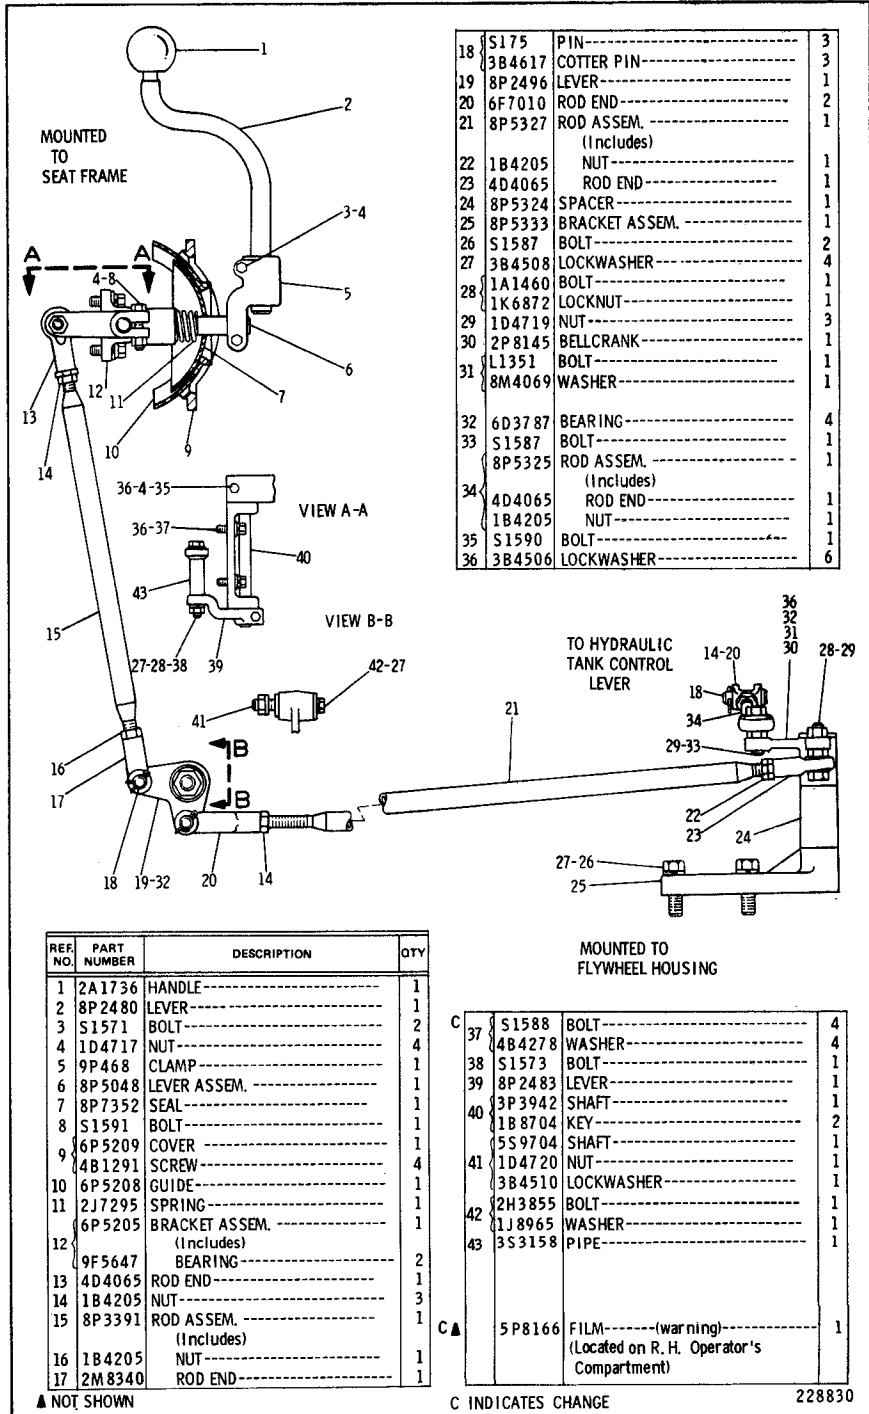 1
2
MOUNTED
TO
SEAT FRAME
3-4
A A
4-8
5
6
7
12
11
13
10
9
14
36-4-35
VIEW A-A
36-37
40
43
15
VIEW B-B
27-28-38
39
42-27
41
B
B
16
17
18
19-32
20
14
21
TO HYDRAULIC
TANK CONTROL
LEVER
36
32
31
30
14-20
28-29
18
34
29-33
22
23
24
27-26
25
MOUNTED TO
FLYWHEEL HOUSING
18 S175 PIN 3
3B4617 COTTER PIN 3
19 8P2496 LEVER 1
20 6F7010 ROD END 2
21 8P5327 ROD ASSEM. 1
(Includes)
22 1B4205 NUT 1
23 4D4065 ROD END 1
24 8P5324 SPACER 1
25 8P5333 BRACKET ASSEM. 1
26 S1587 BOLT 2
27 3B4508 LOCKWASHER 4
28 1A1460 BOLT 1
1K6872 LOCKNUT 1
29 1D4719 NUT 3
30 2P8145 BELLCRANK 1
31 L1351 BOLT 1
8M4069 WASHER 1
32 6D3787 BEARING 4
33 S1587 BOLT 1
34 8P5325 ROD ASSEM. 1
(Includes)
4D4065 ROD END 1
1B4205 NUT 1
35 S1590 BOLT 1
36 3B4506 LOCKWASHER 6
REF. NO. PART NUMBER DESCRIPTION QTY
1 2A1736 HANDLE 1
2 8P2480 LEVER 1
3 S1571 BOLT 2
4 1D4717 NUT 4
5 9P468 CLAMP 1
6 8P5048 LEVER ASSEM. 1
7 8P7352 SEAL 1
8 S1591 BOLT 1
9 6P5209 COVER 1
4B1291 SCREW 4
10 6P5208 GUIDE 1
11 2J7295 SPRING 1
12 6P5205 BRACKET ASSEM. 1
(Includes)
9F5647 BEARING 2
13 4D4065 ROD END 1
14 1B4205 NUT 3
15 8P3391 ROD ASSEM. 1
(Includes)
16 1B4205 NUT 1
17 2M8340 ROD END 1
▲ NOT SHOWN
C 37 S1588 BOLT 4
4B4278 WASHER 4
38 S1573 BOLT 1
39 8P2483 LEVER 1
40 3P3942 SHAFT 1
1B8704 KEY 2
41 5S9704 SHAFT 1
1D4720 NUT 1
3B4510 LOCKWASHER 1
42 2H3855 BOLT 1
1J8965 WASHER 1
43 3S3158 PIPE 1
C▲ 5P8166 FILM-------(warning) 1
(Located on R. H. Operator's
Compartment)
C INDICATES CHANGE
228830